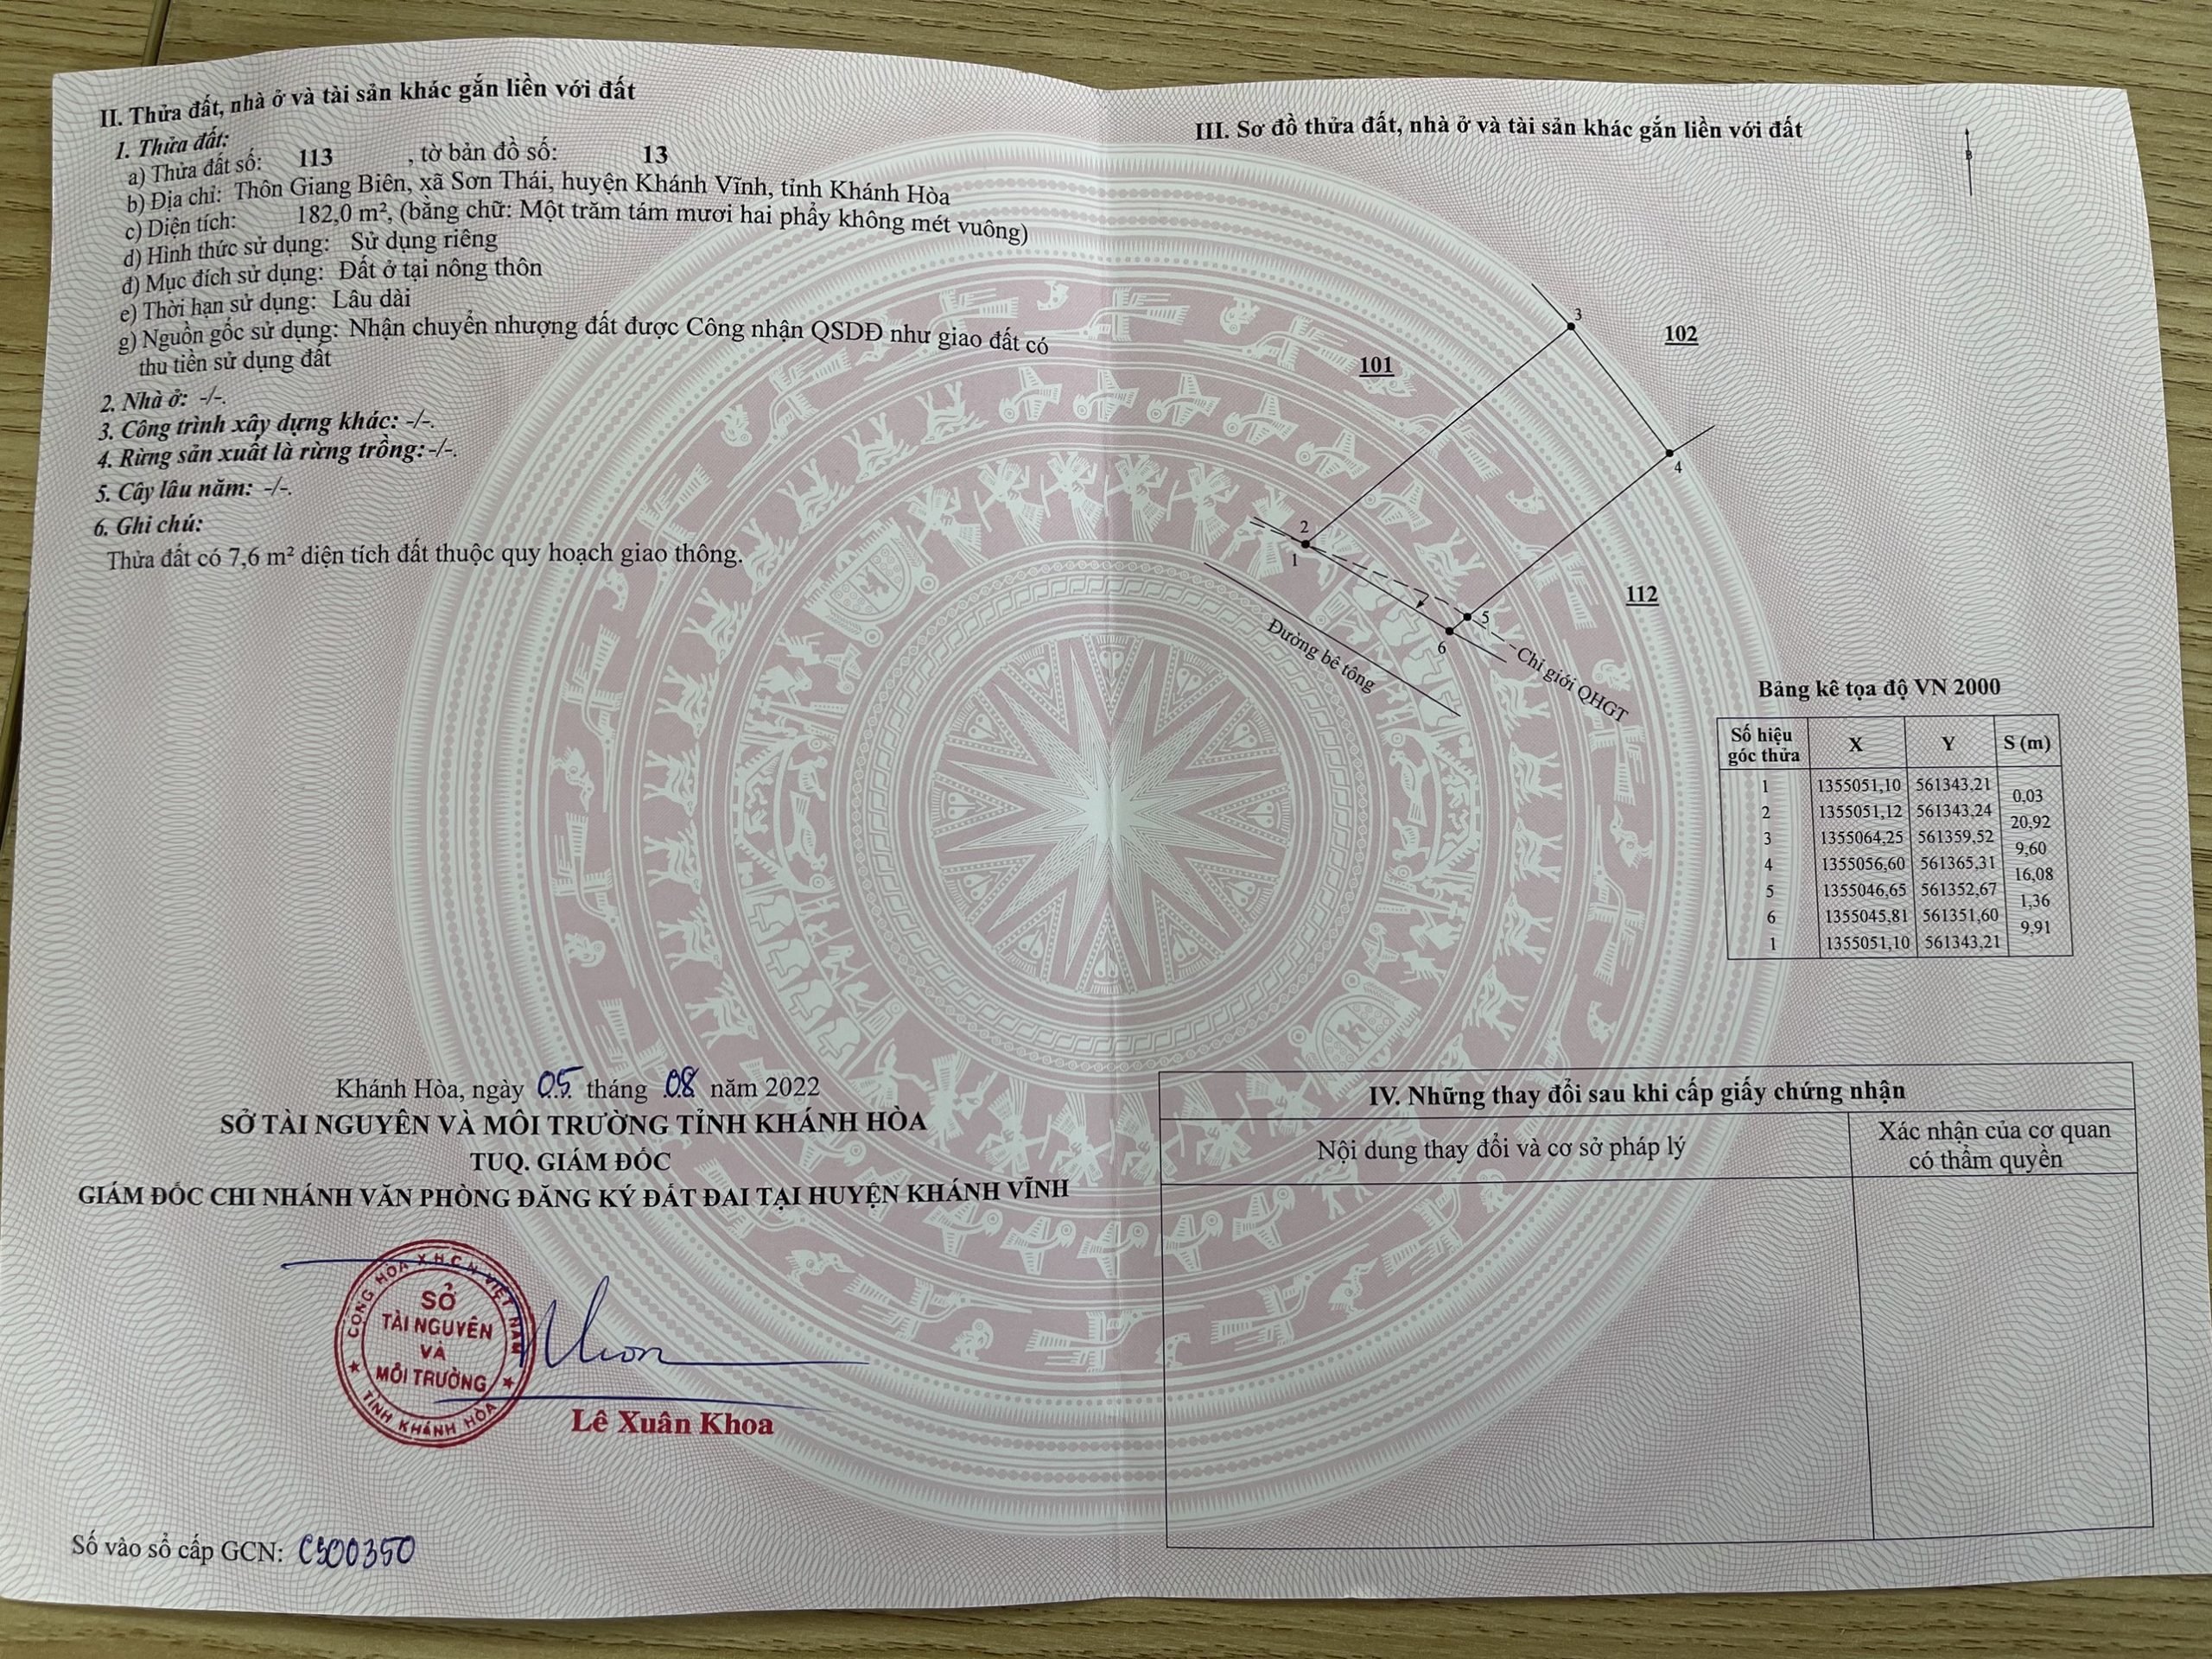 II. Thửa đất, nhà ở và tài sản khác gắn liền với đất
1. Thửa đất:
a) Thửa đất số: 113 , tờ bản đồ số: 13
b) Địa chỉ: Thôn Giang Biên, xã Sơn Thái, huyện Khánh Vĩnh, tỉnh Khánh Hòa
c) Diện tích: 182,0 m², (bằng chữ: Một trăm tám mươi hai phẩy không mét vuông)
d) Hình thức sử dụng: Sử dụng riêng
đ) Mục đích sử dụng: Đất ở tại nông thôn
e) Thời hạn sử dụng: Lâu dài
g) Nguồn gốc sử dụng: Nhận chuyển nhượng đất được Công nhận QSDĐ như giao đất có
thu tiền sử dụng đất
2. Nhà ở: -/-.
3. Công trình xây dựng khác: -/-.
4. Rừng sản xuất là rừng trồng: -/-.
5. Cây lâu năm: -/-.
6. Ghi chú:
Thửa đất có 7,6 m² diện tích đất thuộc quy hoạch giao thông.
Khánh Hòa, ngày 05 tháng 08 năm 2022
SỞ TÀI NGUYÊN VÀ MÔI TRƯỜNG TỈNH KHÁNH HÒA
TUQ. GIÁM ĐỐC
GIÁM ĐỐC CHI NHÁNH VĂN PHÒNG ĐĂNG KÝ ĐẤT ĐAI TẠI HUYỆN KHÁNH VĨNH
CỘNG HÒA X.H.C.N VIỆT NAM
SỞ
TÀI NGUYÊN
VÀ
MÔI TRƯỜNG
TỈNH KHÁNH HÒA
Lê Xuân Khoa
Số vào sổ cấp GCN: CS00350
III. Sơ đồ thửa đất, nhà ở và tài sản khác gắn liền với đất
B
3
102
101
4
2
1
112
5
6
Đường bê tông
Chỉ giới QHGT
Bảng kê tọa độ VN 2000
Số hiệu góc thửa X Y S (m)
1 1355051,10 561343,21
0,03
2 1355051,12 561343,24
20,92
3 1355064,25 561359,52
9,60
4 1355056,60 561365,31
16,08
5 1355046,65 561352,67
1,36
6 1355045,81 561351,60
9,91
1 1355051,10 561343,21
IV. Những thay đổi sau khi cấp giấy chứng nhận
Nội dung thay đổi và cơ sở pháp lý
Xác nhận của cơ quan
có thẩm quyền